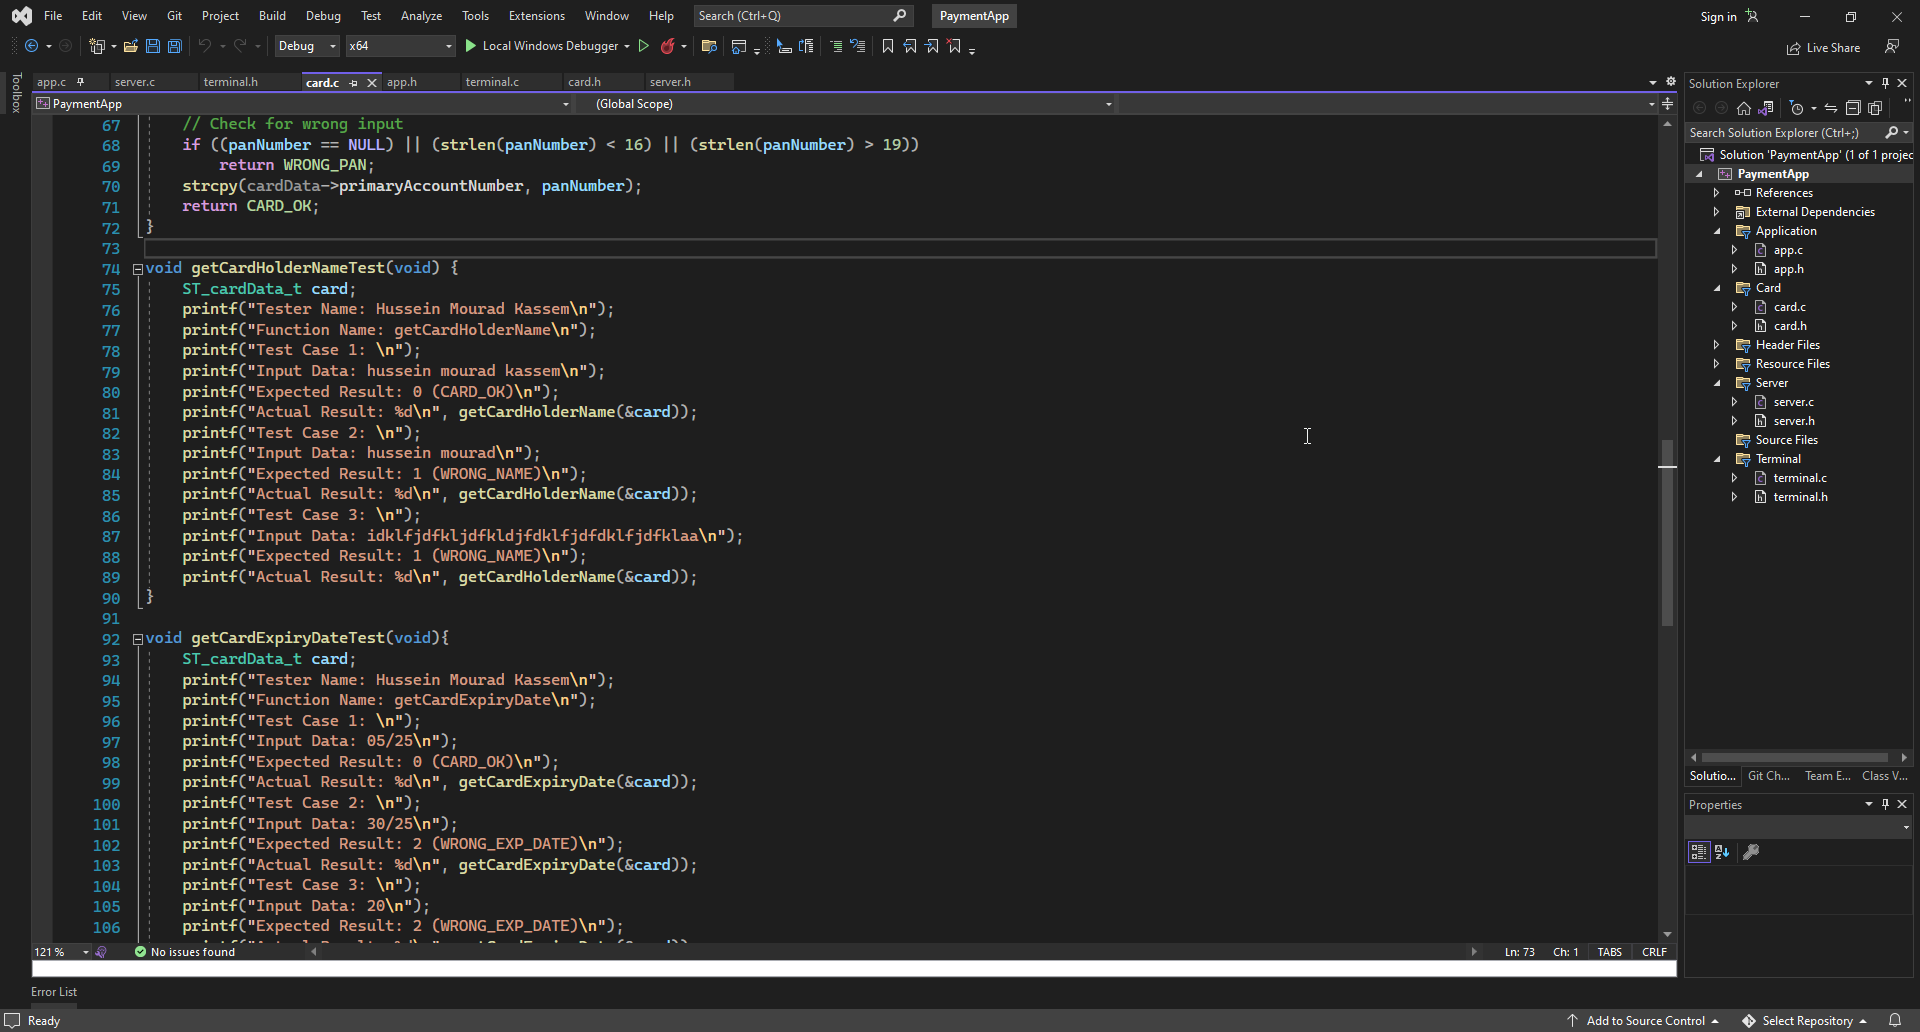 File Edit View Git Project Build Debug Test Analyze Tools Extensions Window Help Search (Ctrl+Q) PaymentApp Sign in
Debug x64 Local Windows Debugger Live Share
Toolbox
app.c server.c terminal.h card.c app.h terminal.c card.h server.h
PaymentApp (Global Scope)
67 // Check for wrong input
68 if ((panNumber == NULL) || (strlen(panNumber) < 16) || (strlen(panNumber) > 19))
69 return WRONG_PAN;
70 strcpy(cardData->primaryAccountNumber, panNumber);
71 return CARD_OK;
72 }
73
74 void getCardHolderNameTest(void) {
75 ST_cardData_t card;
76 printf("Tester Name: Hussein Mourad Kassem\n");
77 printf("Function Name: getCardHolderName\n");
78 printf("Test Case 1: \n");
79 printf("Input Data: hussein mourad kassem\n");
80 printf("Expected Result: 0 (CARD_OK)\n");
81 printf("Actual Result: %d\n", getCardHolderName(&card));
82 printf("Test Case 2: \n");
83 printf("Input Data: hussein mourad\n");
84 printf("Expected Result: 1 (WRONG_NAME)\n");
85 printf("Actual Result: %d\n", getCardHolderName(&card));
86 printf("Test Case 3: \n");
87 printf("Input Data: idklfjdfkljdfkldjfdklfjdfdklfjdfklaa\n");
88 printf("Expected Result: 1 (WRONG_NAME)\n");
89 printf("Actual Result: %d\n", getCardHolderName(&card));
90 }
91
92 void getCardExpiryDateTest(void){
93 ST_cardData_t card;
94 printf("Tester Name: Hussein Mourad Kassem\n");
95 printf("Function Name: getCardExpiryDate\n");
96 printf("Test Case 1: \n");
97 printf("Input Data: 05/25\n");
98 printf("Expected Result: 0 (CARD_OK)\n");
99 printf("Actual Result: %d\n", getCardExpiryDate(&card));
100 printf("Test Case 2: \n");
101 printf("Input Data: 30/25\n");
102 printf("Expected Result: 2 (WRONG_EXP_DATE)\n");
103 printf("Actual Result: %d\n", getCardExpiryDate(&card));
104 printf("Test Case 3: \n");
105 printf("Input Data: 20\n");
106 printf("Expected Result: 2 (WRONG_EXP_DATE)\n");
121 % No issues found Ln: 73 Ch: 1 TABS CRLF
Error List
Solution Explorer
Search Solution Explorer (Ctrl+;)
Solution 'PaymentApp' (1 of 1 projec
PaymentApp
References
External Dependencies
Application
app.c
app.h
Card
card.c
card.h
Header Files
Resource Files
Server
server.c
server.h
Source Files
Terminal
terminal.c
terminal.h
Solutio... Git Ch... Team E... Class V...
Properties
Ready Add to Source Control Select Repository